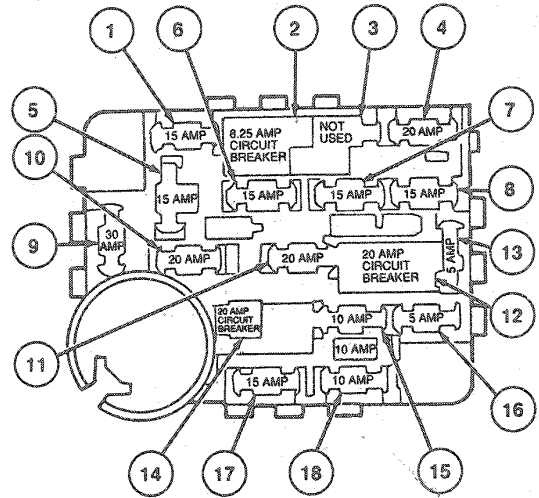 1
6
2
3
4
5
15 AMP
8.25 AMP
CIRCUIT
BREAKER
NOT
USED
20 AMP
7
10
15 AMP
15 AMP
15 AMP
15 AMP
8
9
30
AMP
20 AMP
20 AMP
20 AMP
CIRCUIT
BREAKER
5 AMP
13
12
11
20 AMP
CIRCUIT
BREAKER
10 AMP
5 AMP
10 AMP
16
15 AMP
10 AMP
14
17
18
15